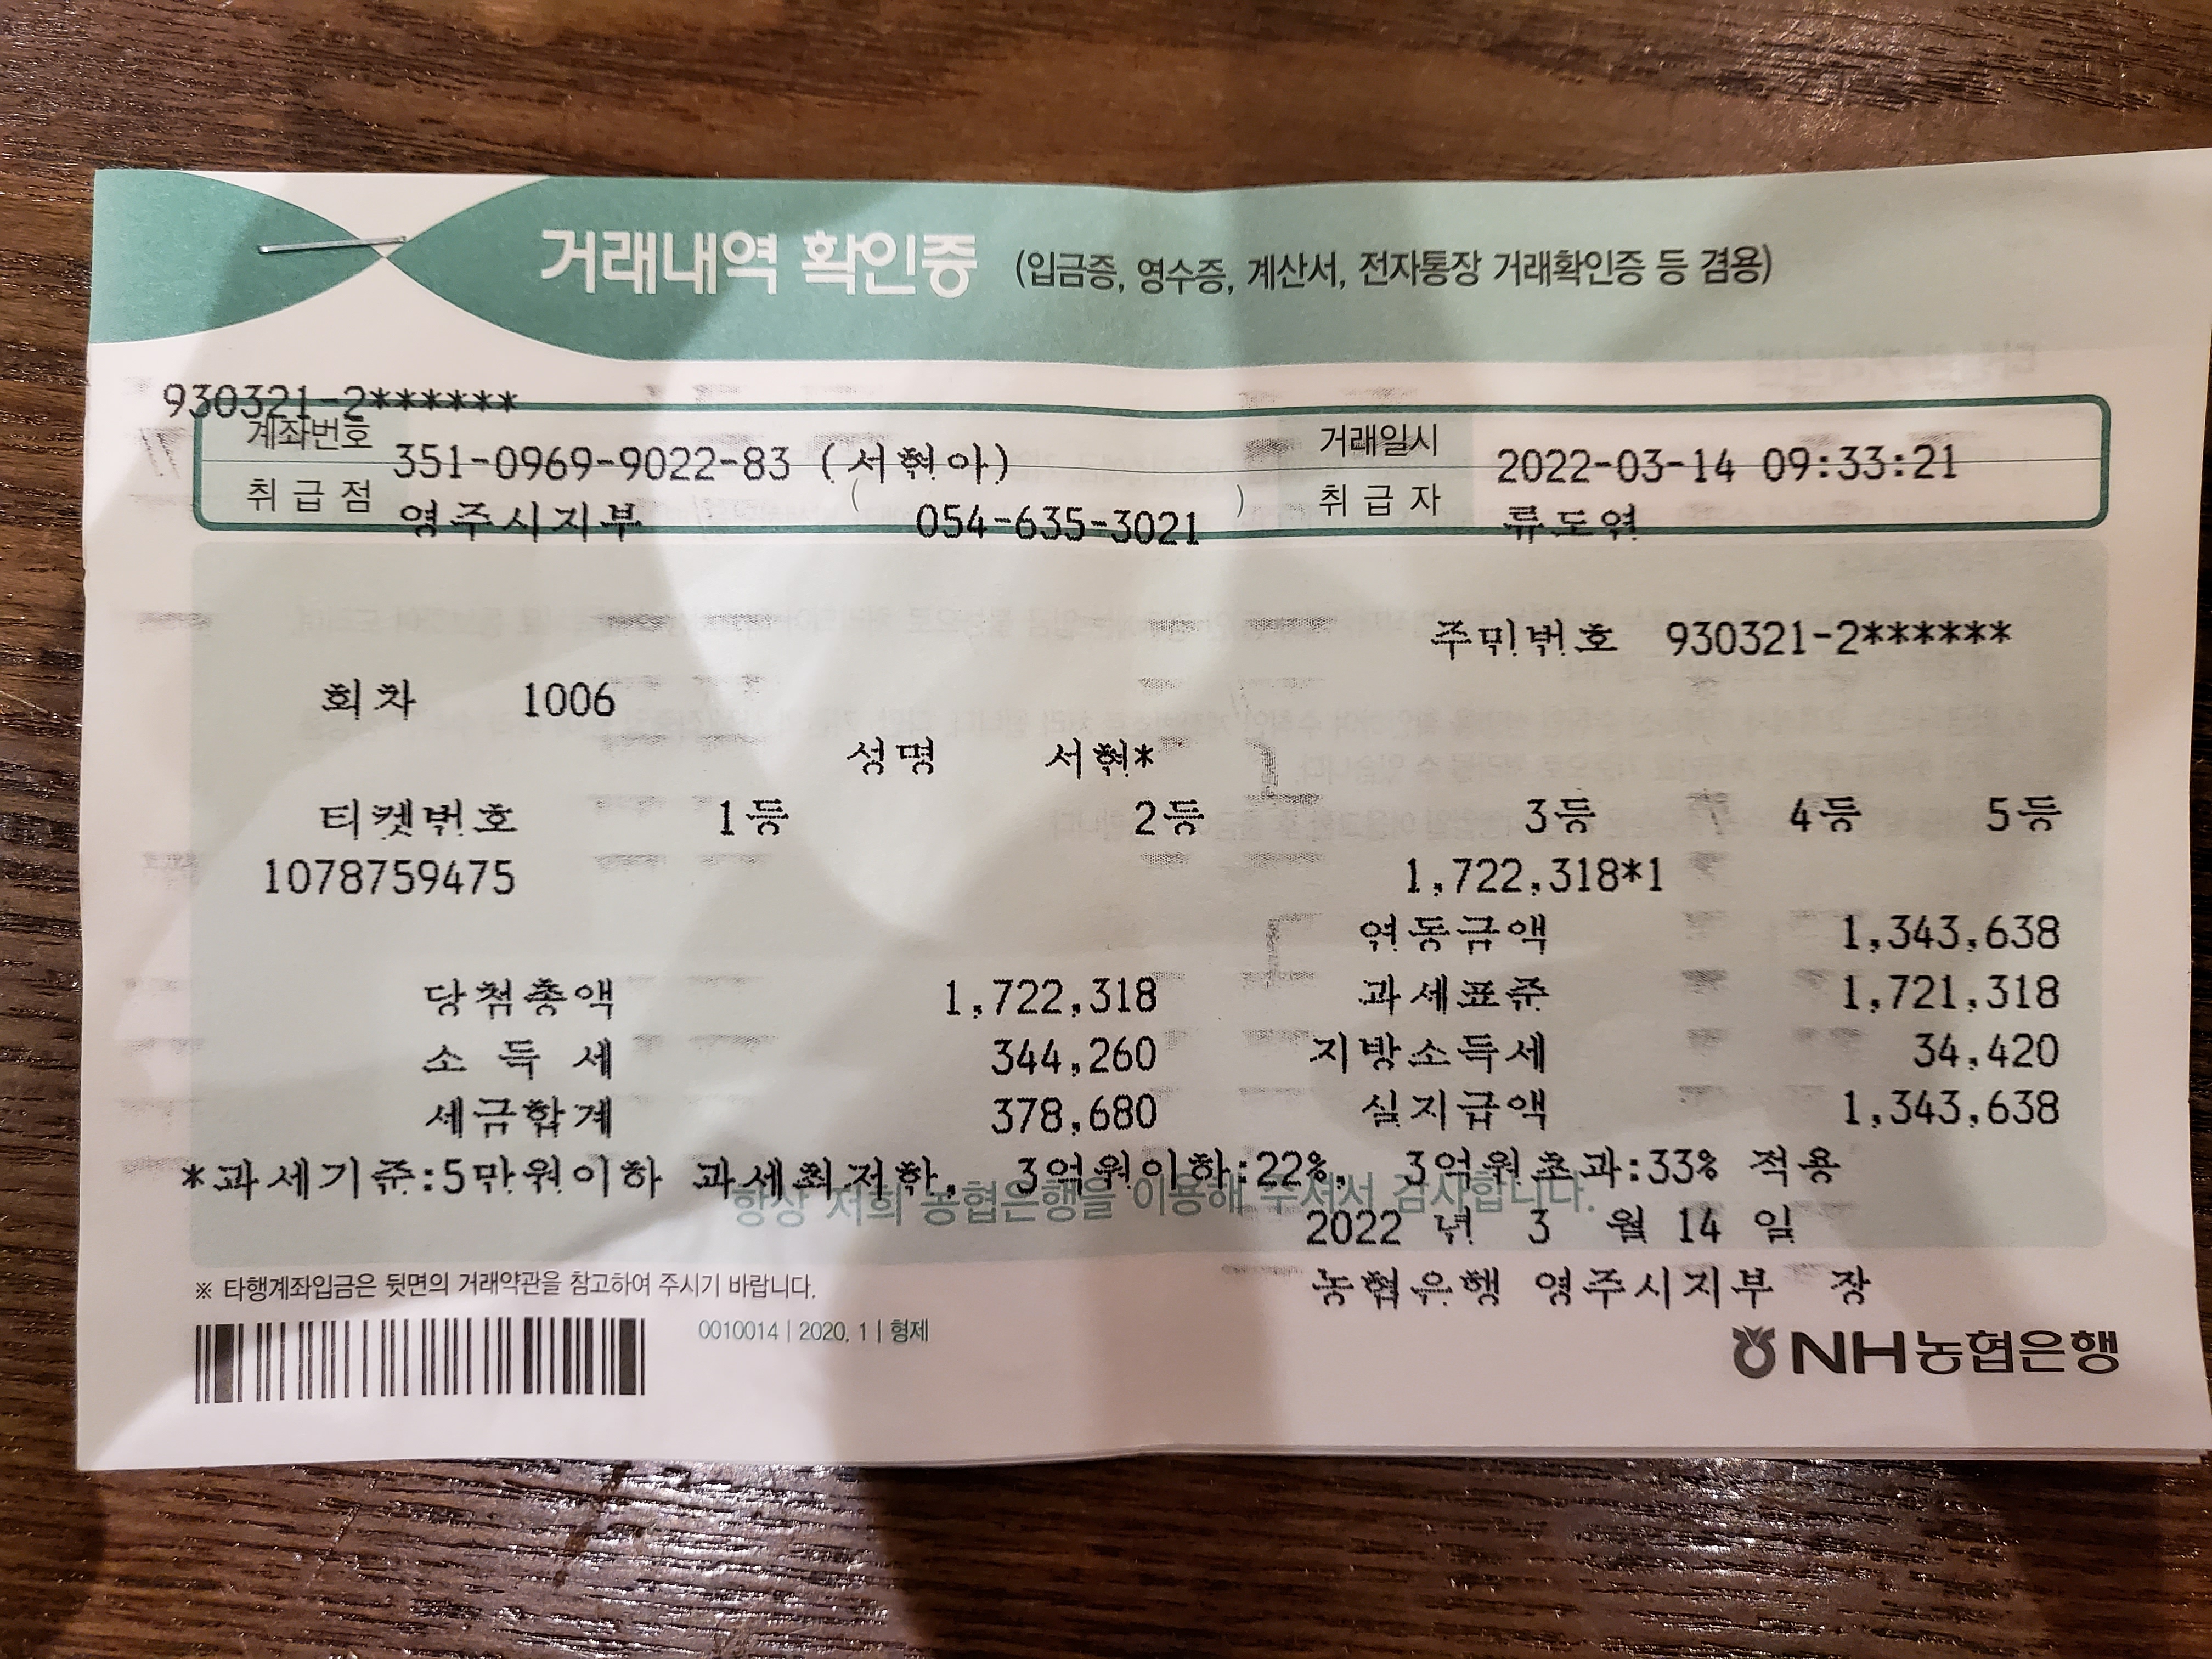 거래내역 확인증 (입금증, 영수증, 계산서, 전자통장 거래확인증 등 겸용)
930321-2******
계좌번호 351-0969-9022-83 (서현아) 거래일시 2022-03-14 09:33:21
취급점 영주시지부 ( 054-635-3021 ) 취급자 류도연
주민번호 930321-2******
회차 1006
성명 서현*
티켓번호 1등 2등 3등 4등 5등
1078759475 1,722,318*1
연동금액 1,343,638
당첨총액 1,722,318 과세표준 1,721,318
소 득 세 344,260 지방소득세 34,420
세금합계 378,680 실지급액 1,343,638
*과세기준:5만원이하 과세최저한, 3억원이하:22%, 3억원초과:33% 적용
항상 저희 농협은행을 이용해 주셔서 감사합니다.
2022 년 3 월 14 일
※ 타행계좌입금은 뒷면의 거래약관을 참고하여 주시기 바랍니다.
농협은행 영주시지부 장
0010014 | 2020. 1 | 형제
NH농협은행